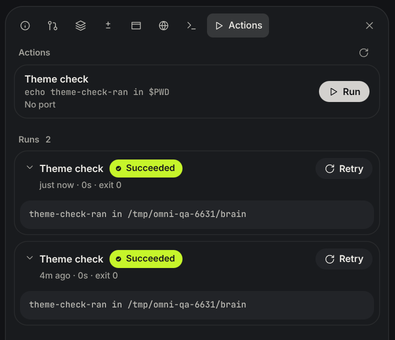 Actions
Actions
Theme check
echo theme-check-ran in $PWD
No port
Run
Runs 2
Theme check Succeeded Retry
just now · 0s · exit 0
theme-check-ran in /tmp/omni-qa-6631/brain
Theme check Succeeded Retry
4m ago · 0s · exit 0
theme-check-ran in /tmp/omni-qa-6631/brain